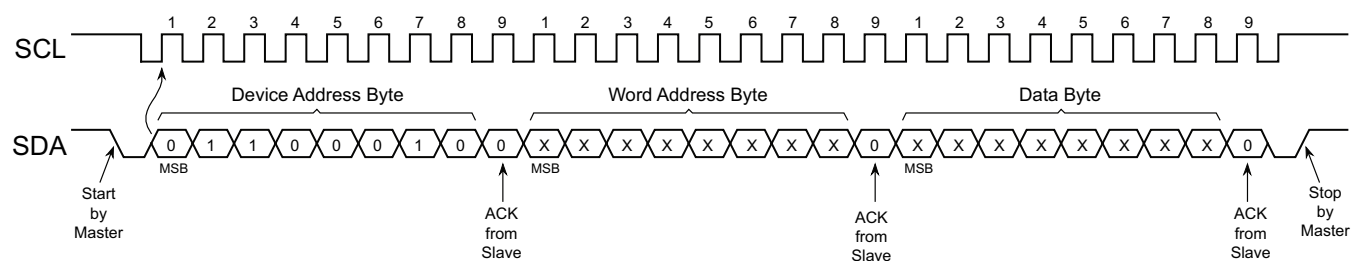 1 2 3 4 5 6 7 8 9 1 2 3 4 5 6 7 8 9 1 2 3 4 5 6 7 8 9
SCL
Device Address Byte Word Address Byte Data Byte
SDA 0 1 1 0 0 0 1 0 0 X X X X X X X X 0 X X X X X X X X 0
MSB MSB MSB
Start
by
Master
ACK
from
Slave
ACK
from
Slave
ACK
from
Slave
Stop
by
Master